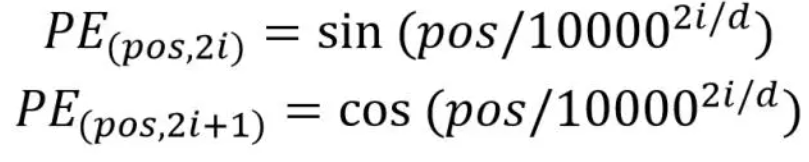 PE_(pos,2i) = sin (pos/10000^{2i/d})
PE_(pos,2i+1) = cos (pos/10000^{2i/d})